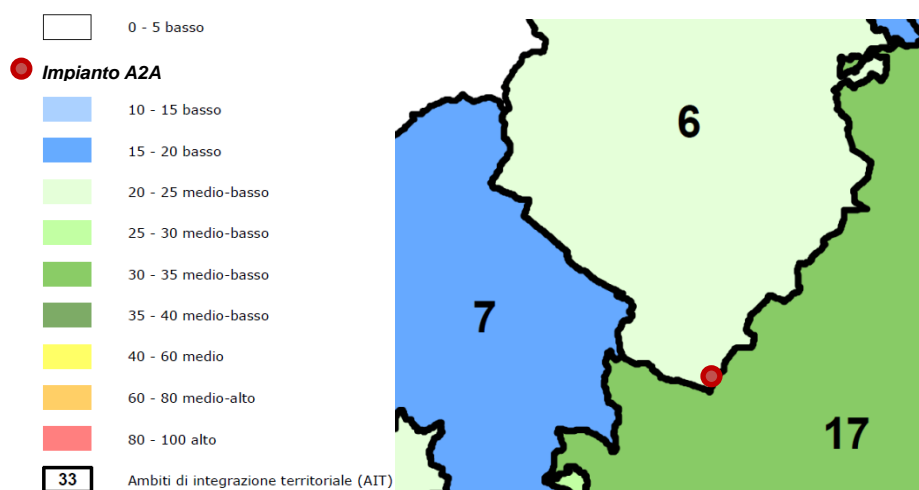 0 - 5 basso
Impianto A2A
10 - 15 basso
15 - 20 basso
20 - 25 medio-basso
25 - 30 medio-basso
30 - 35 medio-basso
35 - 40 medio-basso
40 - 60 medio
60 - 80 medio-alto
80 - 100 alto
33 Ambiti di integrazione territoriale (AIT)
6
7
17